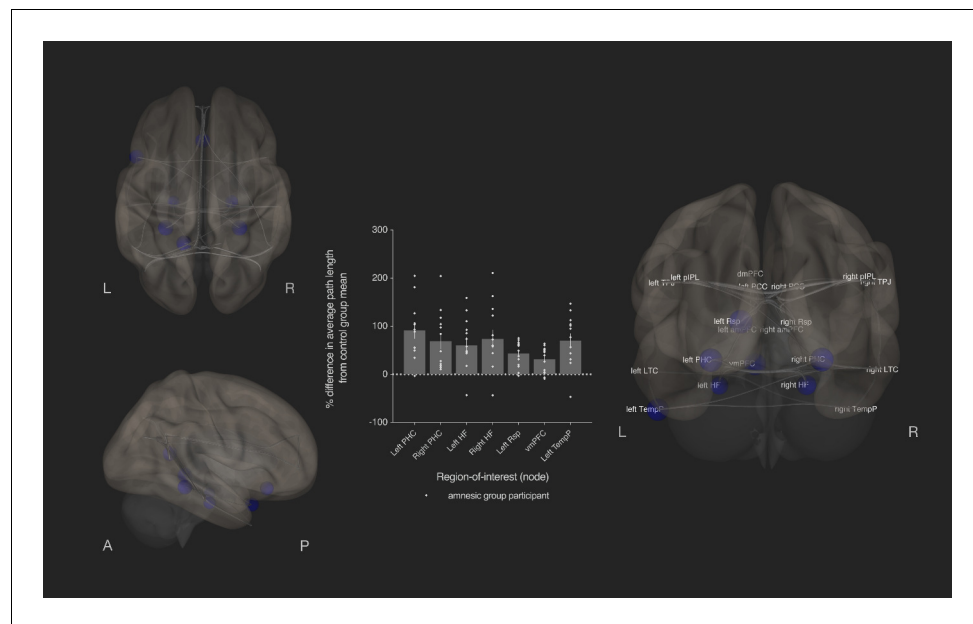 L
R
A
P
300
200
100
0
-100
% difference in average path length
from control group mean
Left PHC
Right PHC
Left HF
Right HF
Left Rsp
vmPFC
Left TempP
Region-of-interest (node)
amnesic group participant
dmPFC
left pIPL
right pIPL
right TPJ
left PCC right PCC
left Rsp
right Rsp
right amPFC
left PHC
vmPFC
right PHC
left LTC
right LTC
left HF
right HF
left TempP
right TempP
L
R